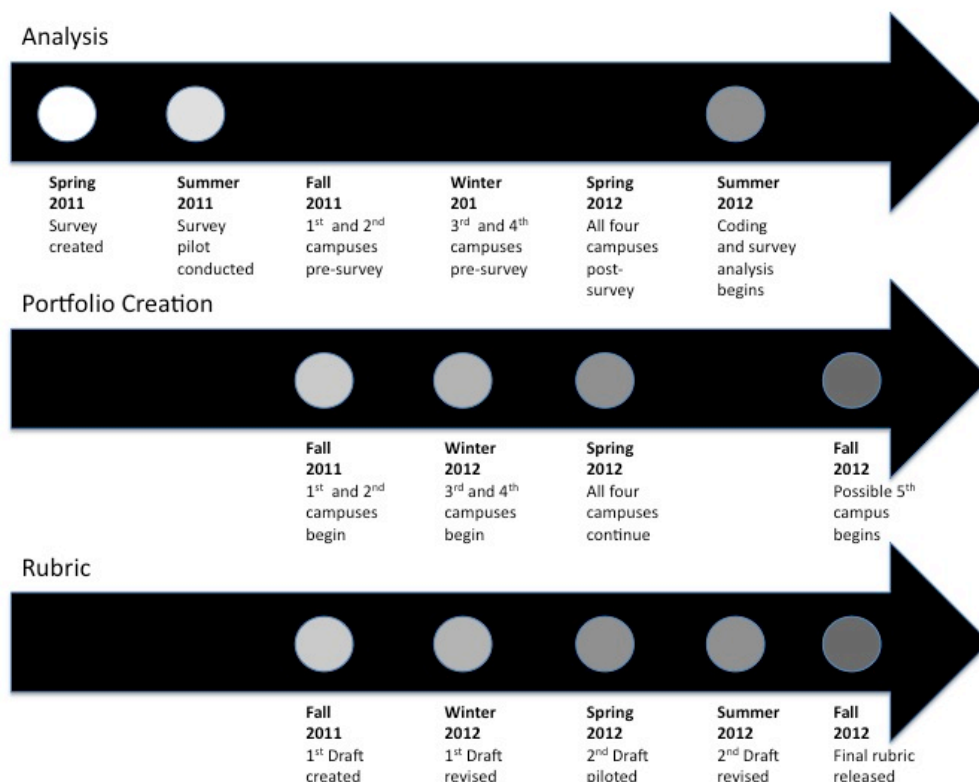 Analysis
Spring
2011
Survey
created
Summer
2011
Survey
pilot
conducted
Fall
2011
1st and 2nd
campuses
pre-survey
Winter
201
3rd and 4th
campuses
pre-survey
Spring
2012
All four
campuses
post-
survey
Summer
2012
Coding
and survey
analysis
begins
Portfolio Creation
Fall
2011
1st and 2nd
campuses
begin
Winter
2012
3rd and 4th
campuses
begin
Spring
2012
All four
campuses
continue
Fall
2012
Possible 5th
campus
begins
Rubric
Fall
2011
1st Draft
created
Winter
2012
1st Draft
revised
Spring
2012
2nd Draft
piloted
Summer
2012
2nd Draft
revised
Fall
2012
Final rubric
released